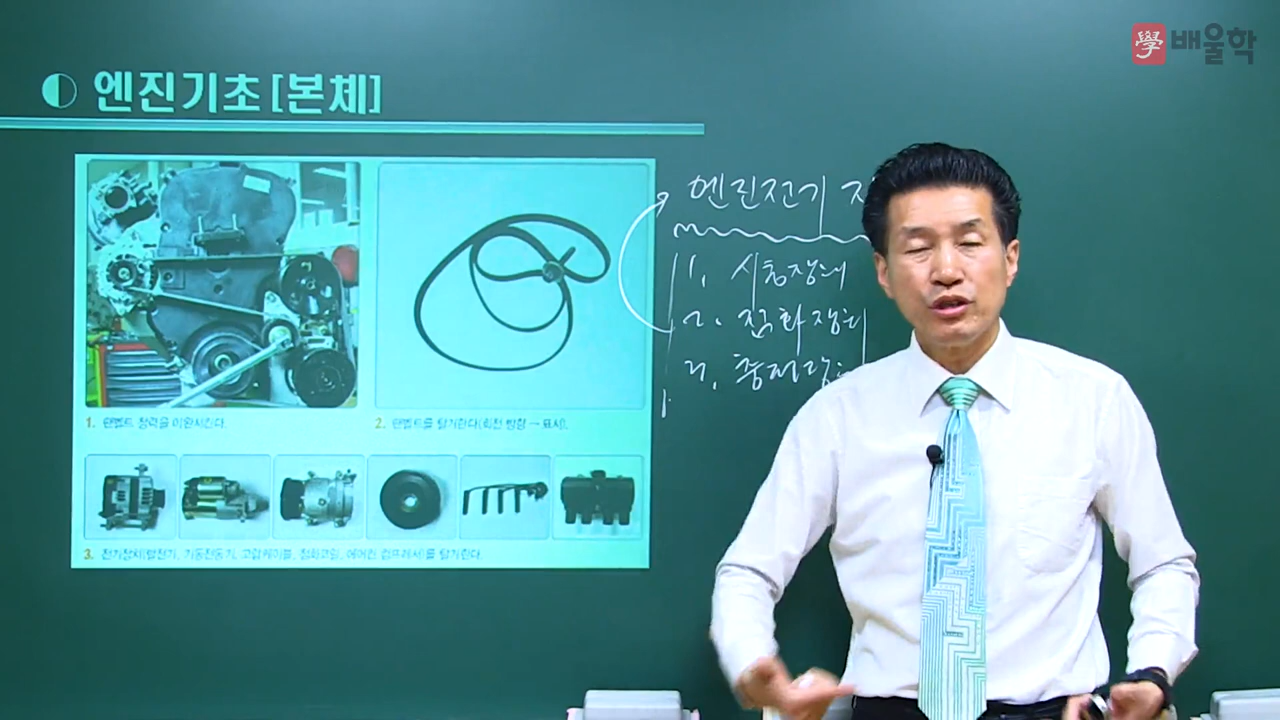 學 배울학
엔진기초[본체]
엔진전기
1. 시동장치
2. 점화장치
3. 충전장치
1. 팬벨트 장력을 이완시킨다.
2. 팬벨트를 탈거한다(회전 방향 → 표시).
3. 전기장치(발전기, 기동전동기, 고압케이블, 점화코일, 에어컨 컴프레서)를 탈거한다.